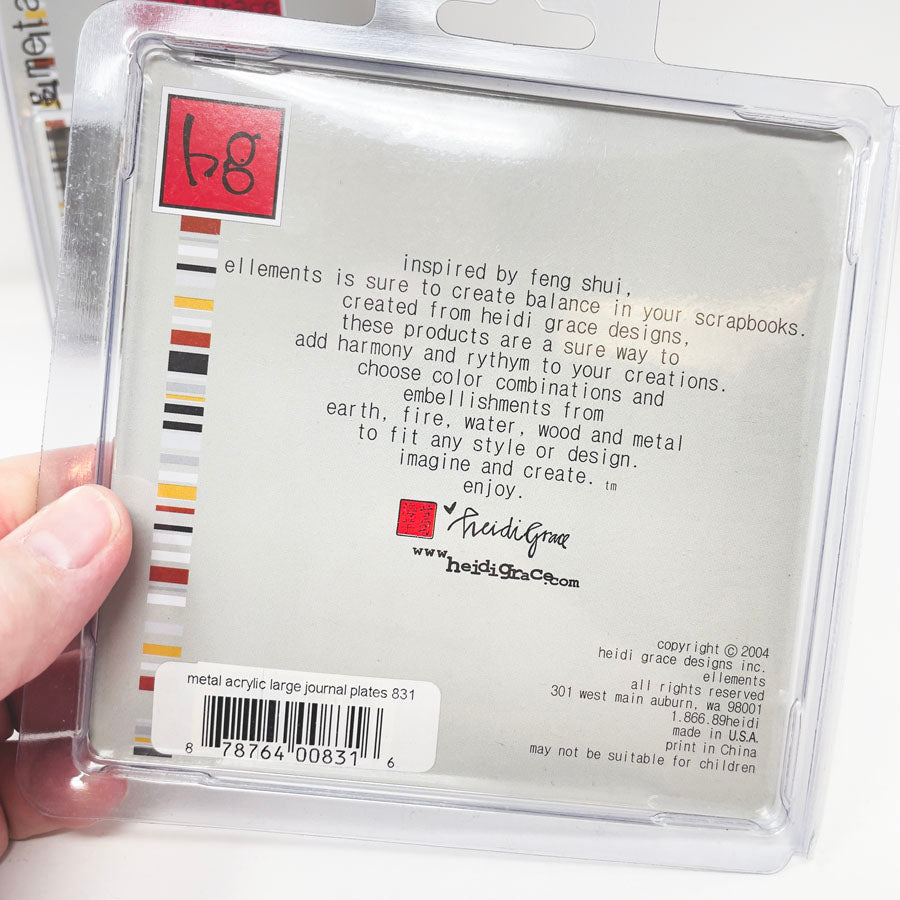 meta
hg
inspired by feng shui,
ellements is sure to create balance in your scrapbooks.
created from heidi grace designs,
these products are a sure way to
add harmony and rythym to your creations.
choose color combinations and
embellishments from
earth, fire, water, wood and metal
to fit any style or design.
imagine and create. tm
enjoy.
heidi grace
www.heidigrace.com
copyright © 2004
heidi grace designs inc.
ellements
all rights reserved
301 west main auburn, wa 98001
1.866.89heidi
made in U.S.A.
print in China
may not be suitable for children
metal acrylic large journal plates 831
8 78764 00831 6